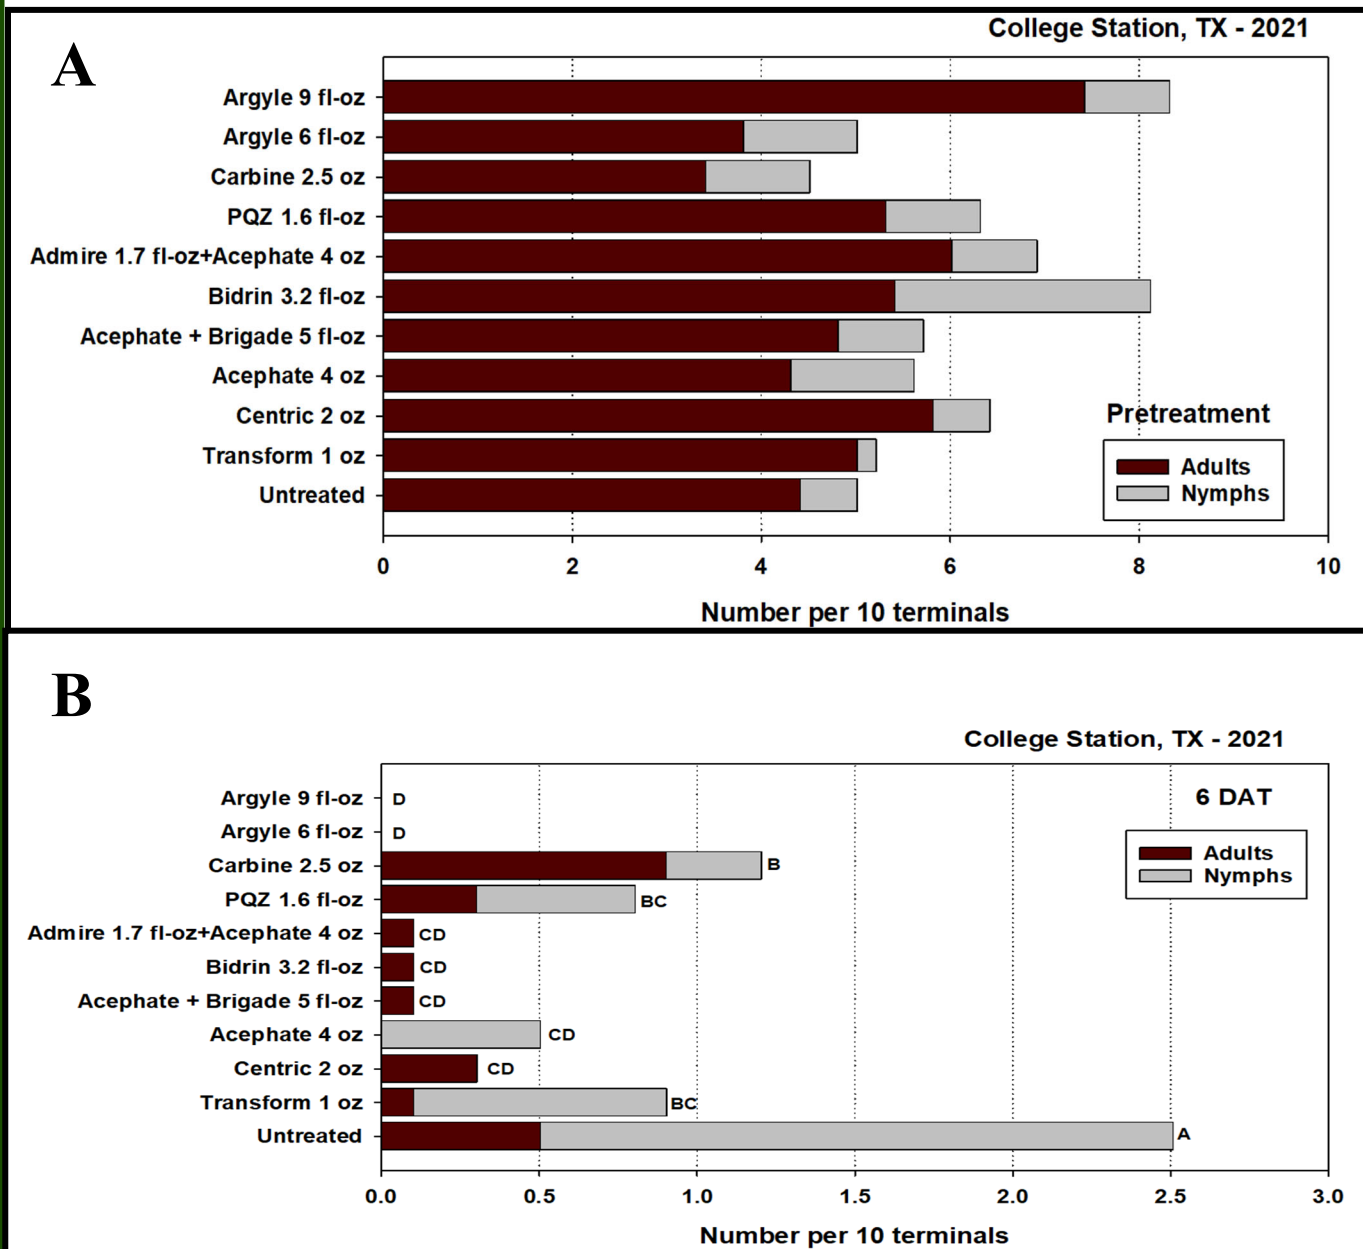 A
College Station, TX - 2021
Argyle 9 fl-oz
Argyle 6 fl-oz
Carbine 2.5 oz
PQZ 1.6 fl-oz
Admire 1.7 fl-oz+Acephate 4 oz
Bidrin 3.2 fl-oz
Acephate + Brigade 5 fl-oz
Acephate 4 oz
Centric 2 oz
Transform 1 oz
Untreated
Pretreatment
Adults
Nymphs
0 2 4 6 8 10
Number per 10 terminals
B
College Station, TX - 2021
6 DAT
Adults
Nymphs
Argyle 9 fl-oz D
Argyle 6 fl-oz D
Carbine 2.5 oz B
PQZ 1.6 fl-oz BC
Admire 1.7 fl-oz+Acephate 4 oz CD
Bidrin 3.2 fl-oz CD
Acephate + Brigade 5 fl-oz CD
Acephate 4 oz CD
Centric 2 oz CD
Transform 1 oz BC
Untreated A
0.0 0.5 1.0 1.5 2.0 2.5 3.0
Number per 10 terminals